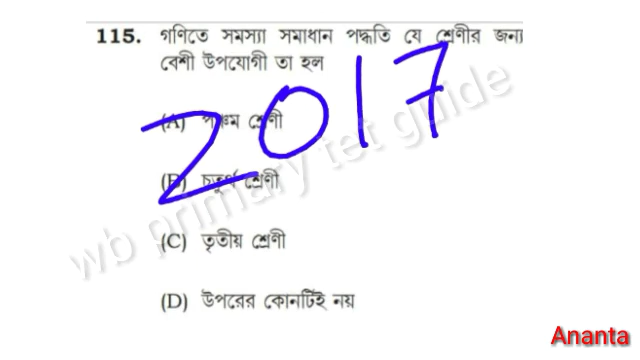 115. গণিতে সমস্যা সমাধান পদ্ধতি যে শ্রেণীর জন্য
বেশী উপযোগী তা হল
2017
(A) পঞ্চম শ্রেণী
(B) চতুর্থ শ্রেণী
(C) তৃতীয় শ্রেণী
(D) উপরের কোনটিই নয়
wb primary tet guide
Ananta